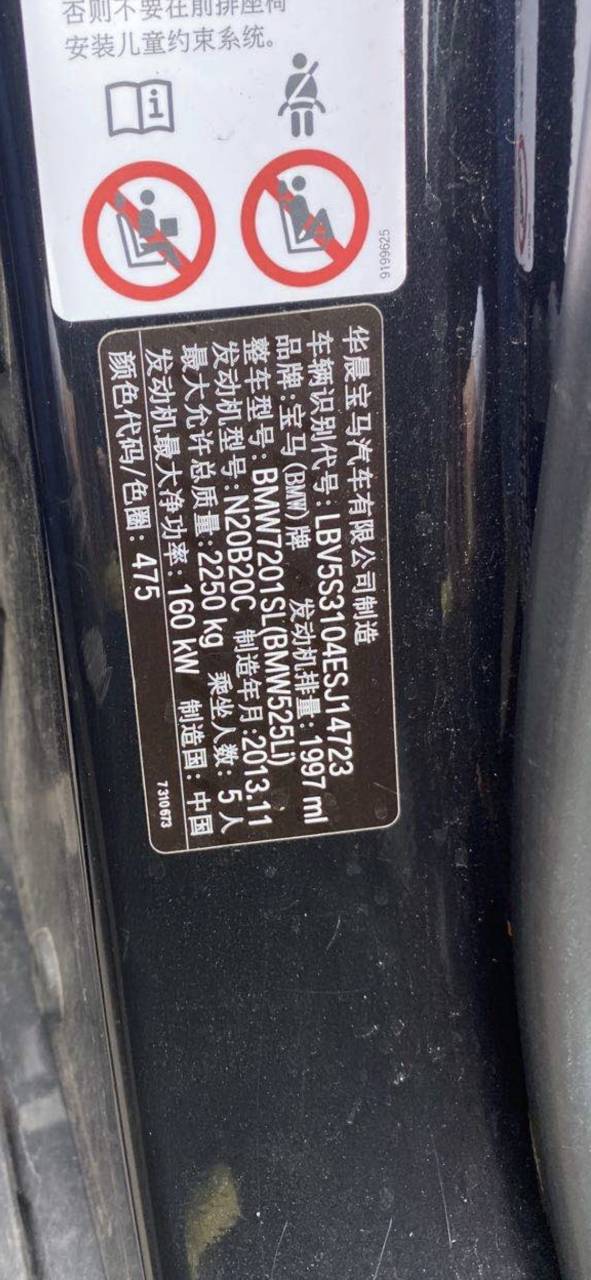 否则不要在前排座椅
安装儿童约束系统。
9199625
华晨宝马汽车有限公司制造
车辆识别代号:LBV5S3104ESJ14723
品牌:宝马(BMW)牌 发动机排量:1997 ml
整车型号:BMW7201SL(BMW525Li)
发动机型号:N20B20C 制造年月:2013.11
最大允许总质量:2250 kg 乘坐人数:5人
发动机最大净功率:160 kW 制造国:中国
颜色代码/色圈:475
7310673